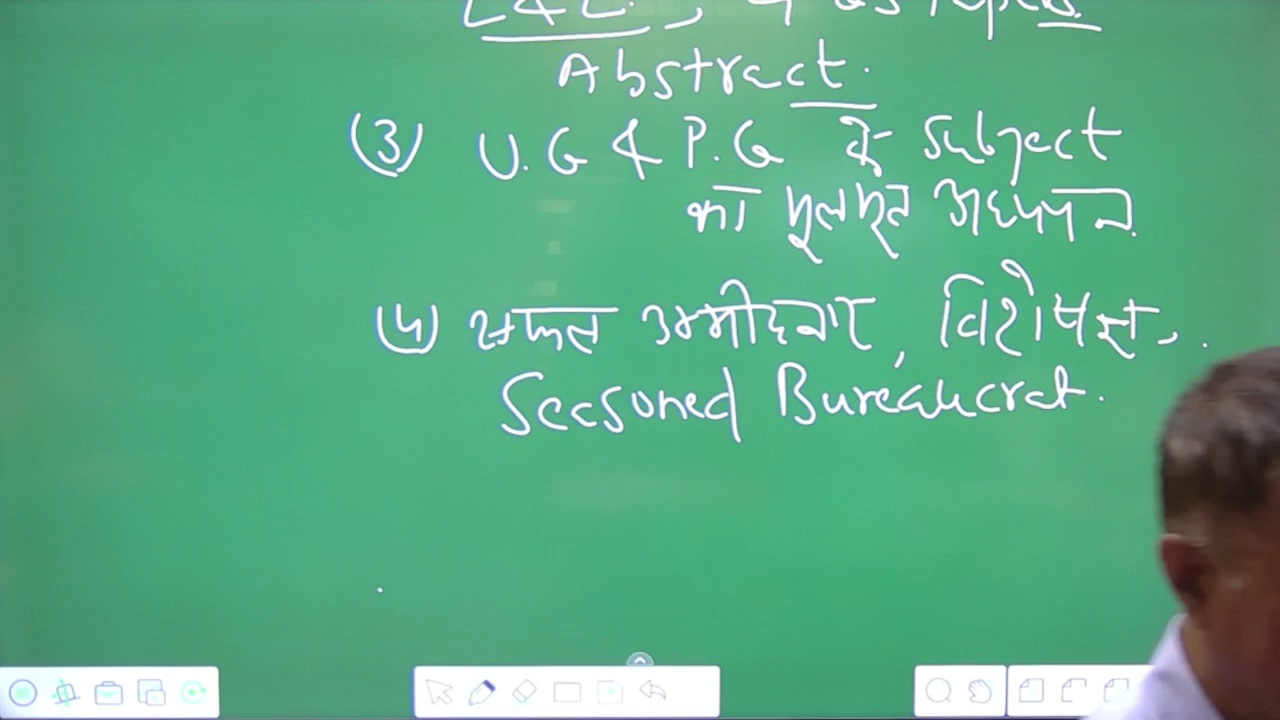 Abstract.
(3) U.G & P.G के Subject
का मूलभूत अध्ययन.
(4) सफल उम्मीदवार, विशेषज्ञ,.
Seasoned Bureaucrat.